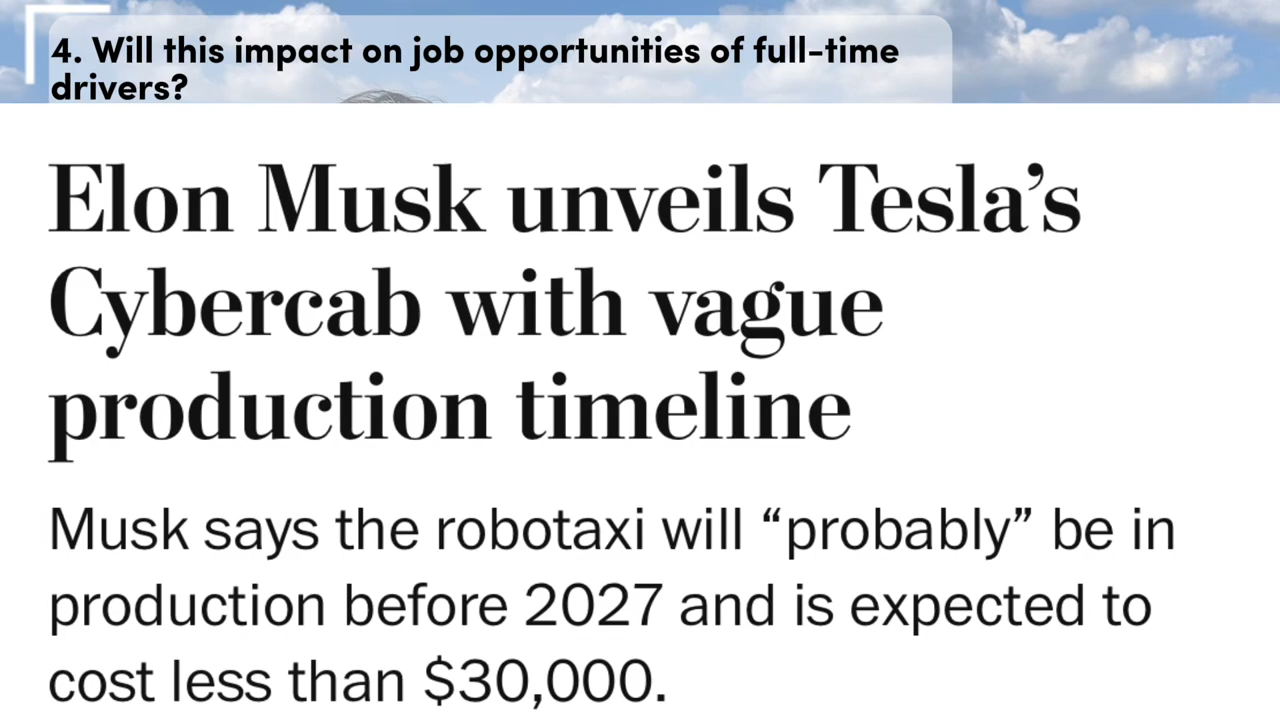 4. Will this impact on job opportunities of full-time
drivers?
Elon Musk unveils Tesla’s
Cybercab with vague
production timeline
Musk says the robotaxi will “probably” be in
production before 2027 and is expected to
cost less than $30,000.